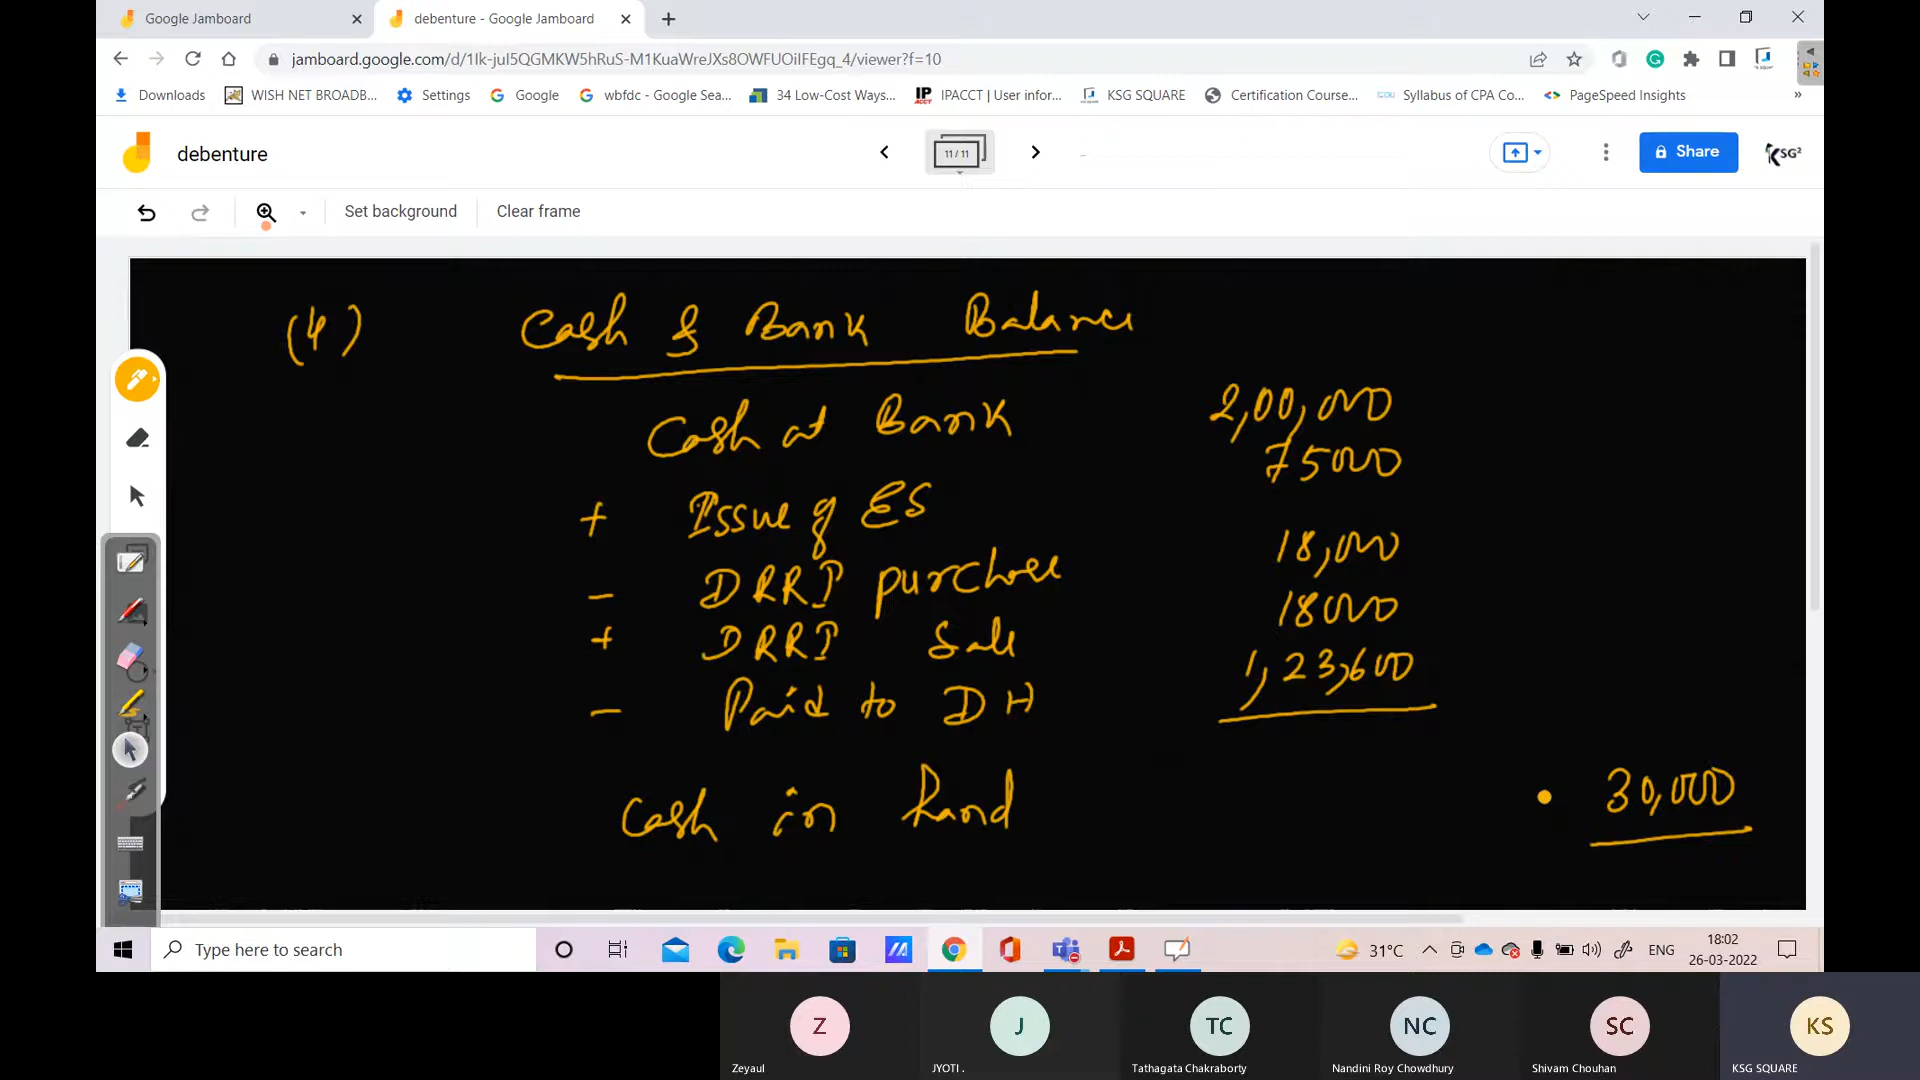 Google Jamboard
debenture - Google Jamboard
jamboard.google.com/d/1Ik-juI5QGMKW5hRuS-M1KuaWreJXs8OWFUOiIFEgq_4/viewer?f=10
Downloads WISH NET BROADB... Settings Google wbfdc - Google Sea... 34 Low-Cost Ways... IPACCT | User infor... KSG SQUARE Certification Course... Syllabus of CPA Co... PageSpeed Insights »
debenture
11 / 11
Share
KSG²
Set background Clear frame
(4) Cash & Bank Balance
Cash at Bank 2,00,000
+ Issue of ES 75000
- DRRI purchase 18,000
+ DRRI Sale 18000
- Paid to DH 1,23,600
Cash in hand 30,000
Type here to search
31°C ENG
18:02
26-03-2022
Z J TC NC SC KS
Zeyaul JYOTI . Tathagata Chakraborty Nandini Roy Chowdhury Shivam Chouhan KSG SQUARE